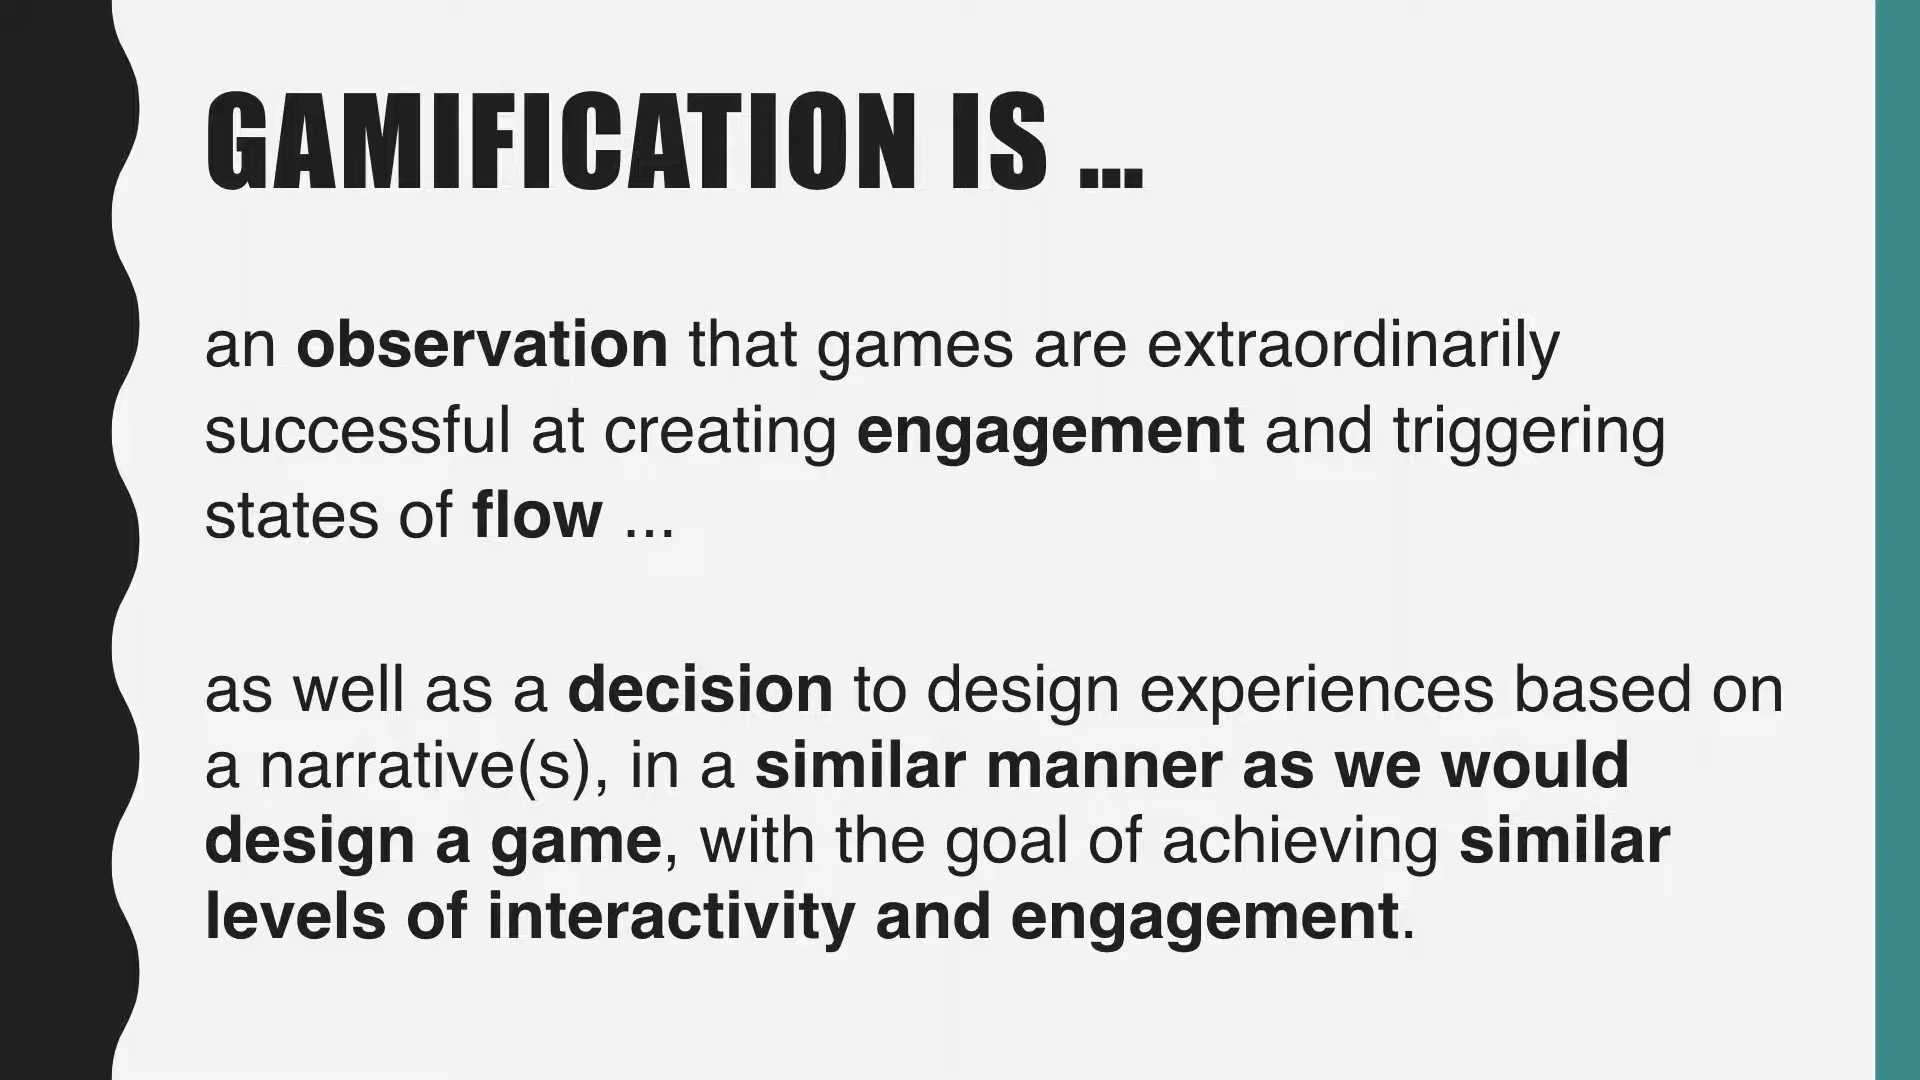 GAMIFICATION IS ...
an observation that games are extraordinarily
successful at creating engagement and triggering
states of flow ...
as well as a decision to design experiences based on
a narrative(s), in a similar manner as we would
design a game, with the goal of achieving similar
levels of interactivity and engagement.